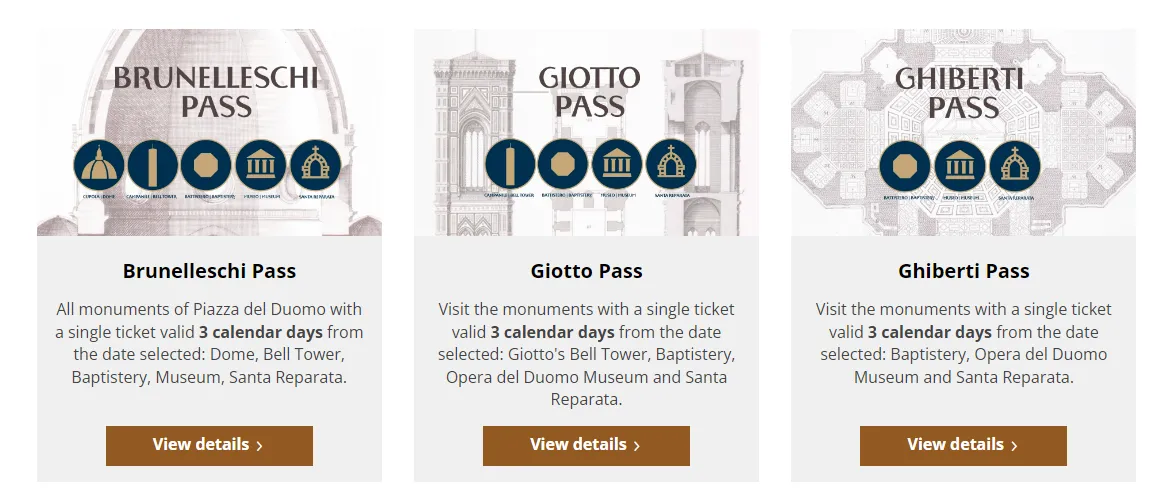 BRUNELLESCHI
PASS
CUPOLA | DOME
CAMPANILE | BELL TOWER
BATTISTERO | BAPTISTERY
MUSEO | MUSEUM
SANTA REPARATA
Brunelleschi Pass
All monuments of Piazza del Duomo with
a single ticket valid 3 calendar days from
the date selected: Dome, Bell Tower,
Baptistery, Museum, Santa Reparata.
View details ›
GIOTTO
PASS
CAMPANILE | BELL TOWER
BATTISTERO | BAPTISTERY
MUSEO | MUSEUM
SANTA REPARATA
Giotto Pass
Visit the monuments with a single ticket
valid 3 calendar days from the date
selected: Giotto's Bell Tower, Baptistery,
Opera del Duomo Museum and Santa
Reparata.
View details ›
GHIBERTI
PASS
BATTISTERO | BAPTISTERY
MUSEO | MUSEUM
SANTA REPARATA
Ghiberti Pass
Visit the monuments with a single ticket
valid 3 calendar days from the date
selected: Baptistery, Opera del Duomo
Museum and Santa Reparata.
View details ›